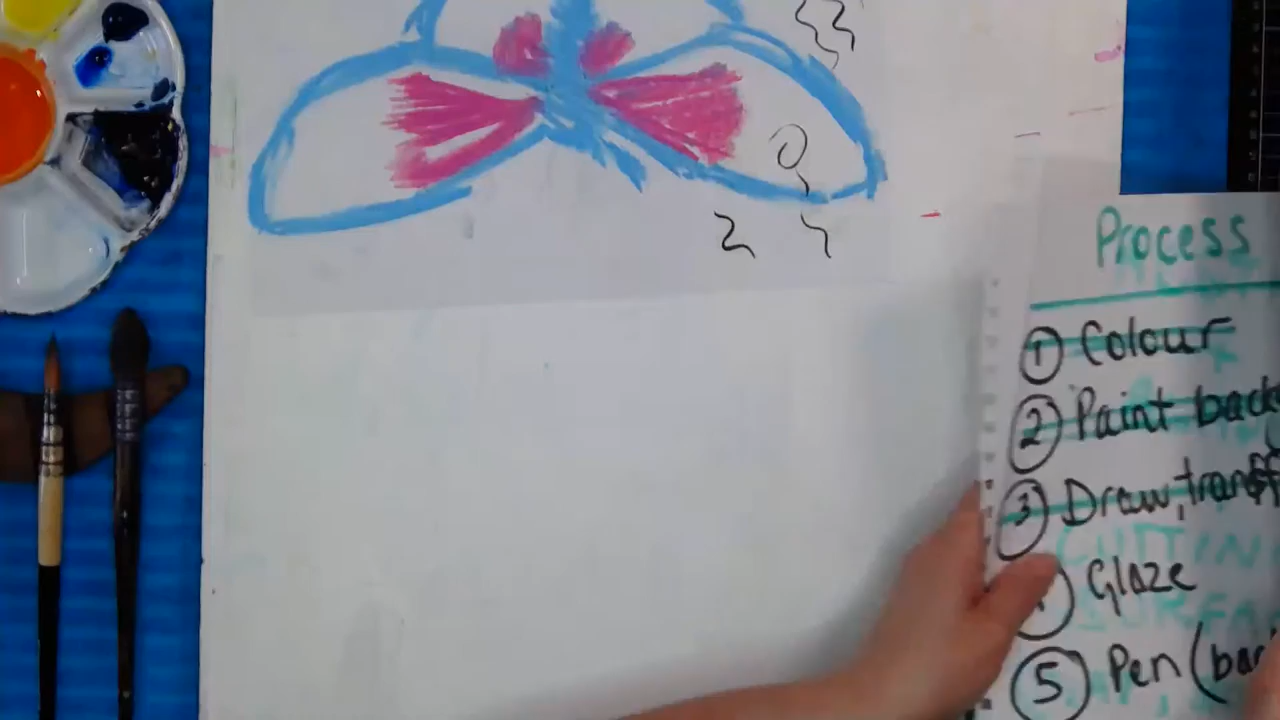 Process
① Colour
② Paint back
③ Draw, transf
Glaze
⑤ Pen (bac